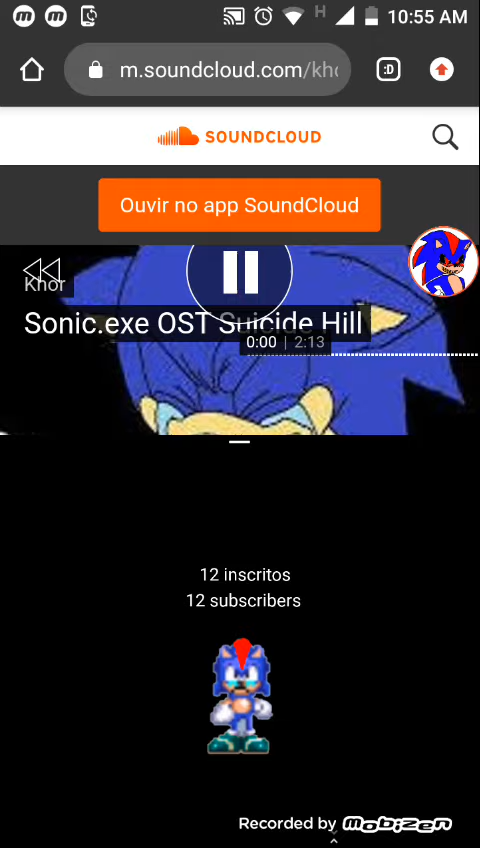 H 10:55 AM
m.soundcloud.com/kho
:D
SOUNDCLOUD
Ouvir no app SoundCloud
Khor
Sonic.exe OST Suicide Hill
0:00 | 2:13
12 inscritos
12 subscribers
Recorded by Mobizen